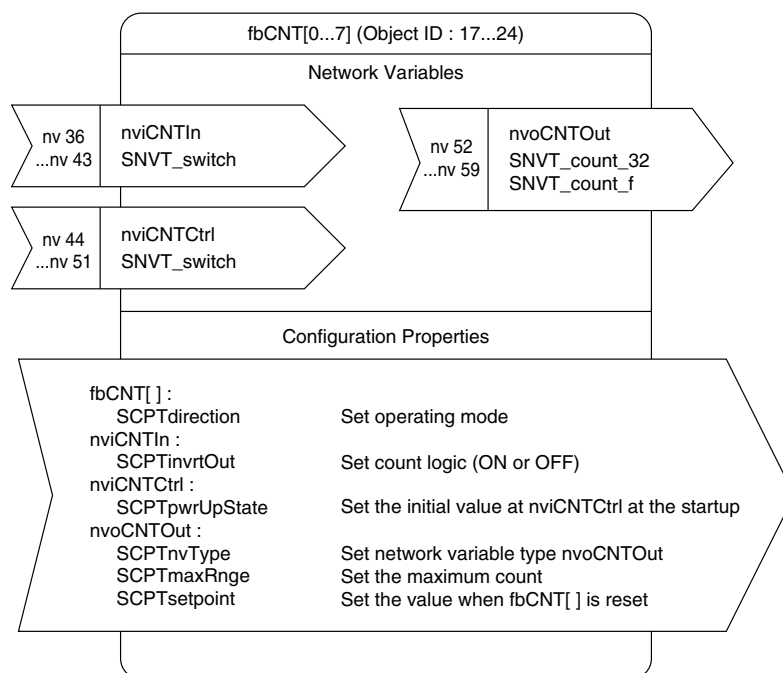 fbCNT[0...7] (Object ID : 17...24)
Network Variables
nv 36
...nv 43
nviCNTIn
SNVT_switch
nv 52
...nv 59
nvoCNTOut
SNVT_count_32
SNVT_count_f
nv 44
...nv 51
nviCNTCtrl
SNVT_switch
Configuration Properties
fbCNT[ ] :
SCPTdirection Set operating mode
nviCNTIn :
SCPTinvrtOut Set count logic (ON or OFF)
nviCNTCtrl :
SCPTpwrUpState Set the initial value at nviCNTCtrl at the startup
nvoCNTOut :
SCPTnvType Set network variable type nvoCNTOut
SCPTmaxRnge Set the maximum count
SCPTsetpoint Set the value when fbCNT[ ] is reset